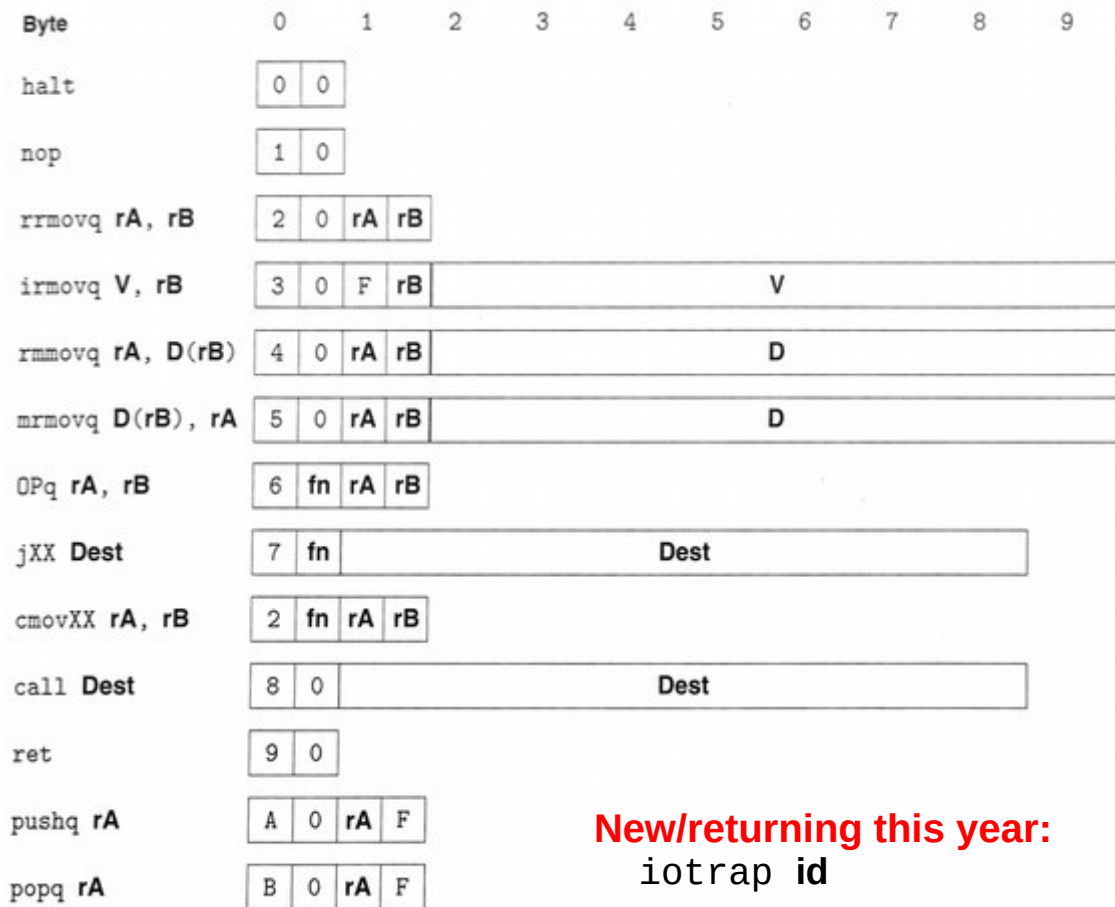 Byte 0 1 2 3 4 5 6 7 8 9
halt 0 0
nop 1 0
rrmovq rA, rB 2 0 rA rB
irmovq V, rB 3 0 F rB V
rmmovq rA, D(rB) 4 0 rA rB D
mrmovq D(rB), rA 5 0 rA rB D
OPq rA, rB 6 fn rA rB
jXX Dest 7 fn Dest
cmovXX rA, rB 2 fn rA rB
call Dest 8 0 Dest
ret 9 0
pushq rA A 0 rA F
popq rA B 0 rA F
New/returning this year:
iotrap id